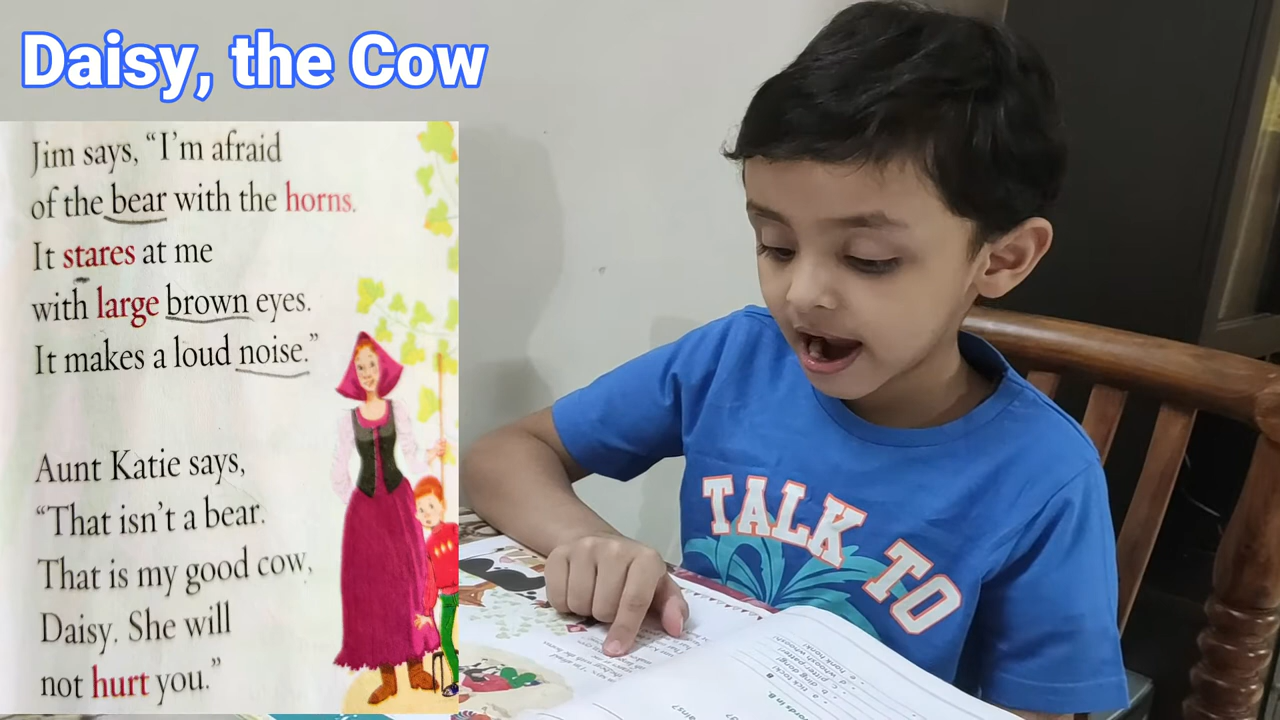 Daisy, the Cow
Jim says, “I’m afraid
of the bear with the horns.
It stares at me
with large brown eyes.
It makes a loud noise.”
Aunt Katie says,
“That isn’t a bear.
That is my good cow,
Daisy. She will
not hurt you.”
TALK TO